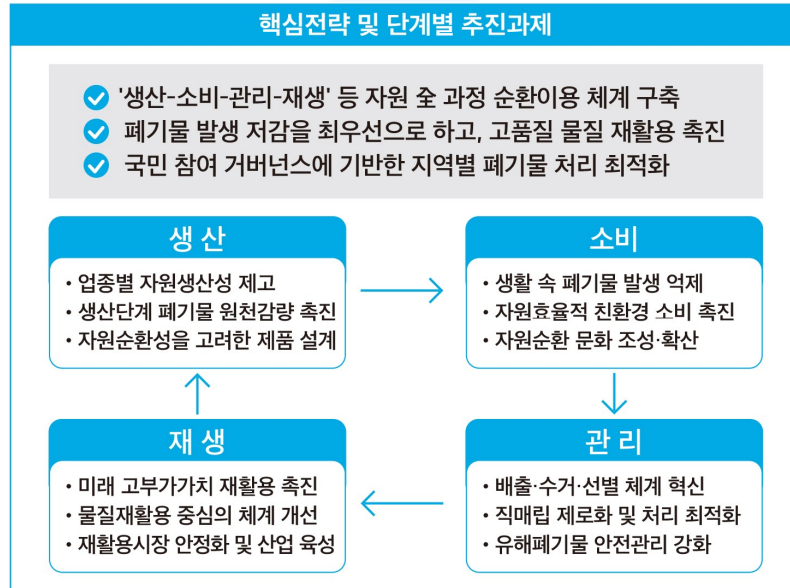 핵심전략 및 단계별 추진과제
'생산-소비-관리-재생' 등 자원 全 과정 순환이용 체계 구축
폐기물 발생 저감을 최우선으로 하고, 고품질 물질 재활용 촉진
국민 참여 거버넌스에 기반한 지역별 폐기물 처리 최적화
생 산
• 업종별 자원생산성 제고
• 생산단계 폐기물 원천감량 촉진
• 자원순환성을 고려한 제품 설계
소비
• 생활 속 폐기물 발생 억제
• 자원효율적 친환경 소비 촉진
• 자원순환 문화 조성·확산
재 생
• 미래 고부가가치 재활용 촉진
• 물질재활용 중심의 체계 개선
• 재활용시장 안정화 및 산업 육성
관 리
• 배출·수거·선별 체계 혁신
• 직매립 제로화 및 처리 최적화
• 유해폐기물 안전관리 강화